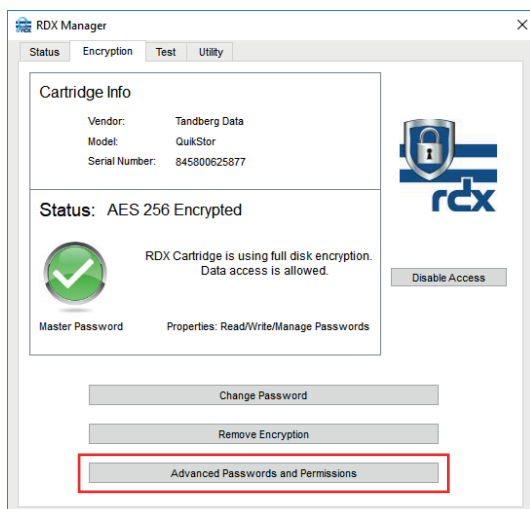 RDX Manager
Status Encryption Test Utility
Cartridge Info
Vendor: Tandberg Data
Model: QuikStor
Serial Number: 845800625877
rdx
Status: AES 256 Encrypted
RDX Cartridge is using full disk encryption.
Data access is allowed.
Disable Access
Master Password Properties: Read/Write/Manage Passwords
Change Password
Remove Encryption
Advanced Passwords and Permissions